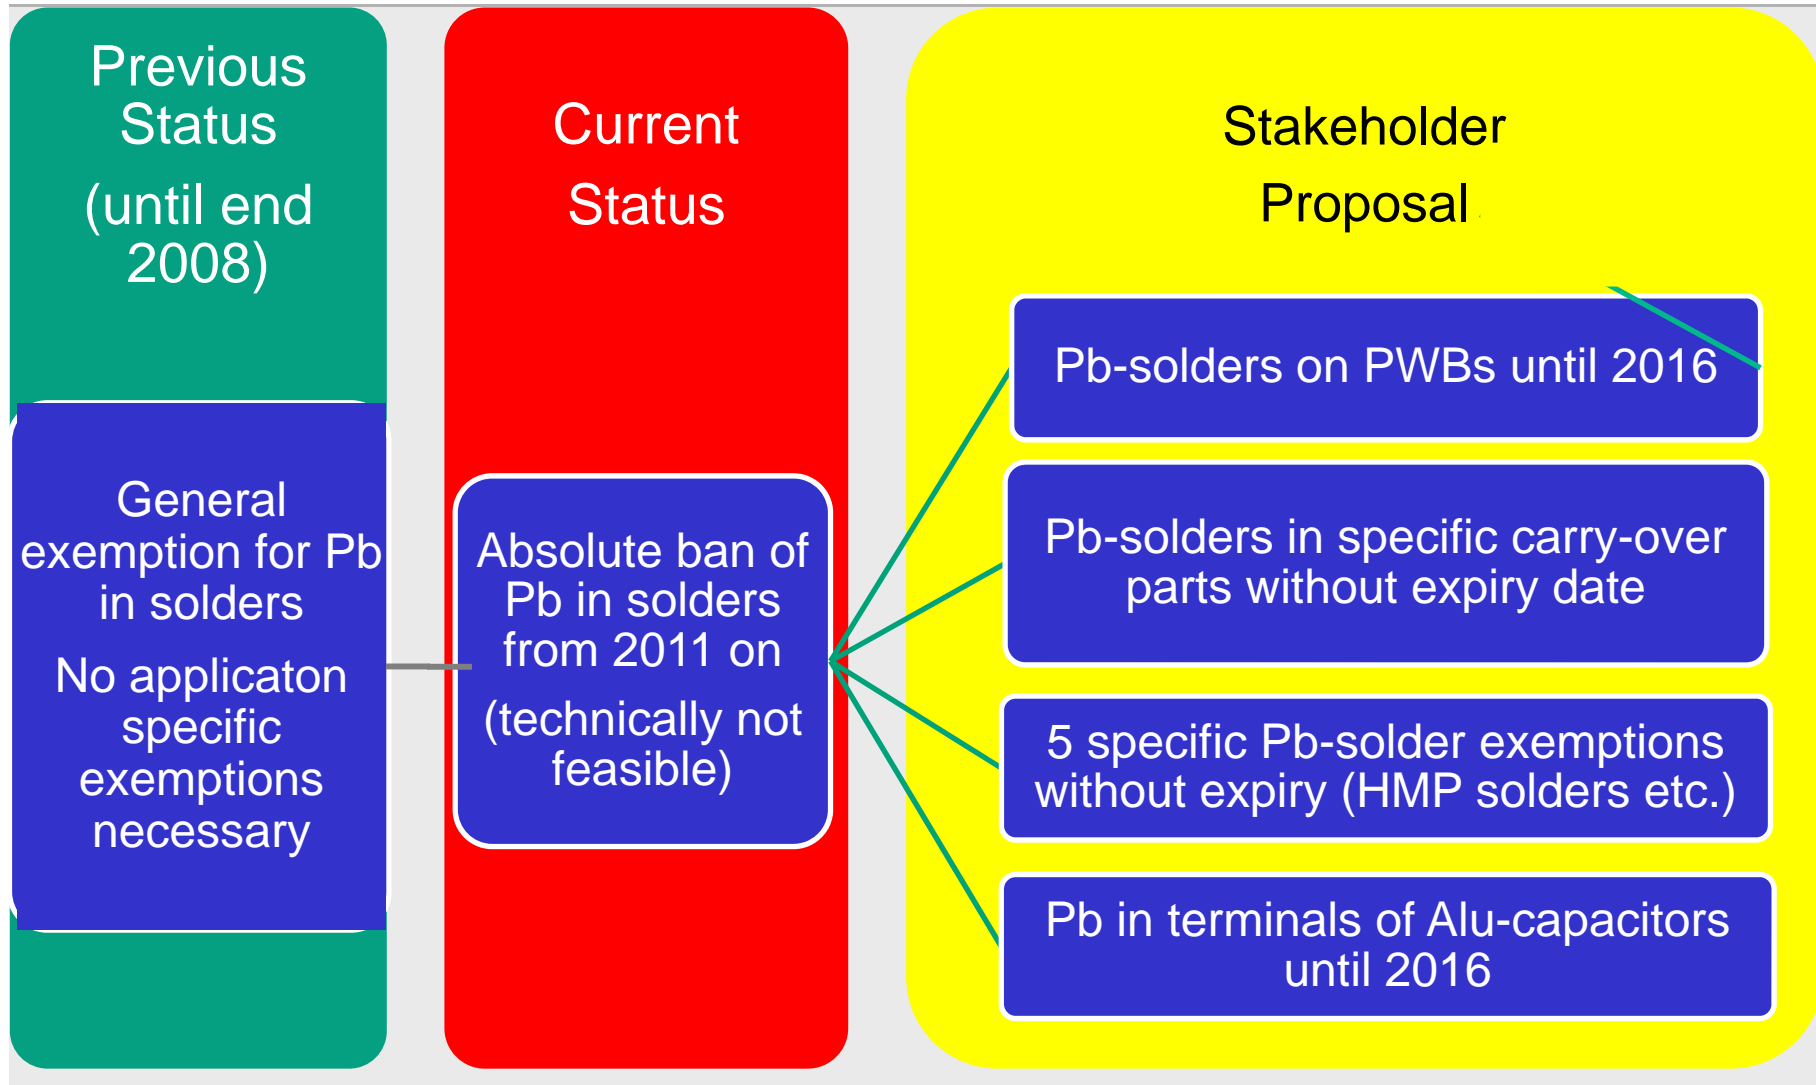 Previous
Status
(until end
2008)
General
exemption for Pb
in solders
No applicaton
specific
exemptions
necessary
Current
Status
Absolute ban of
Pb in solders
from 2011 on
(technically not
feasible)
Stakeholder
Proposal
Pb-solders on PWBs until 2016
Pb-solders in specific carry-over
parts without expiry date
5 specific Pb-solder exemptions
without expiry (HMP solders etc.)
Pb in terminals of Alu-capacitors
until 2016